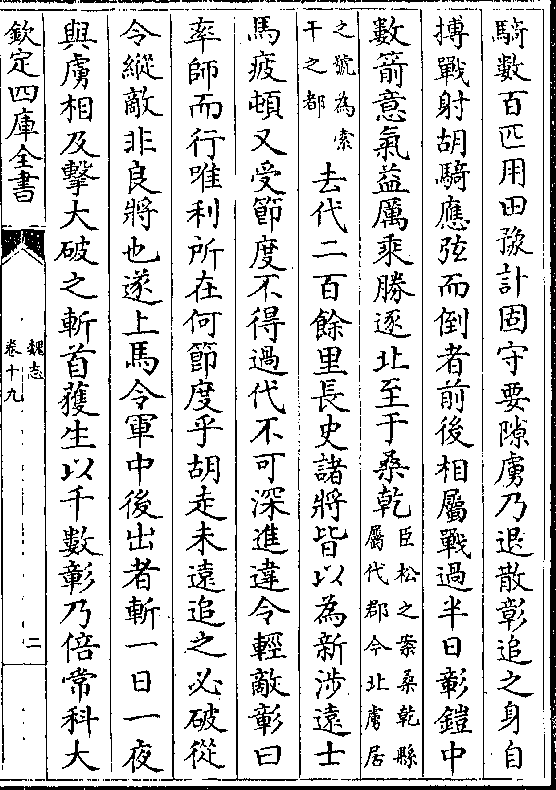 騎數百匹用田豫計固守要隙虜乃退散彰追之身自
搏戰射胡騎應弦而倒者前後相屬戰過半日彰鎧中
數箭意氣益厲乘勝逐北至于桑乾臣松之案桑乾縣屬代郡今北虜居
之號為索干之都去代二百餘里長史諸將皆以為新涉遠士
馬疲頓又受節度不得過代不可深進違令輕敵彰曰
率師而行唯利所在何節度乎胡走未遠追之必破從
令縱敵非良將也遂上馬令軍中後出者斬一日一夜
與虜相及擊大破之斬首獲生以千數彰乃倍常科大
欽定四庫全書
魏志
卷十九
二